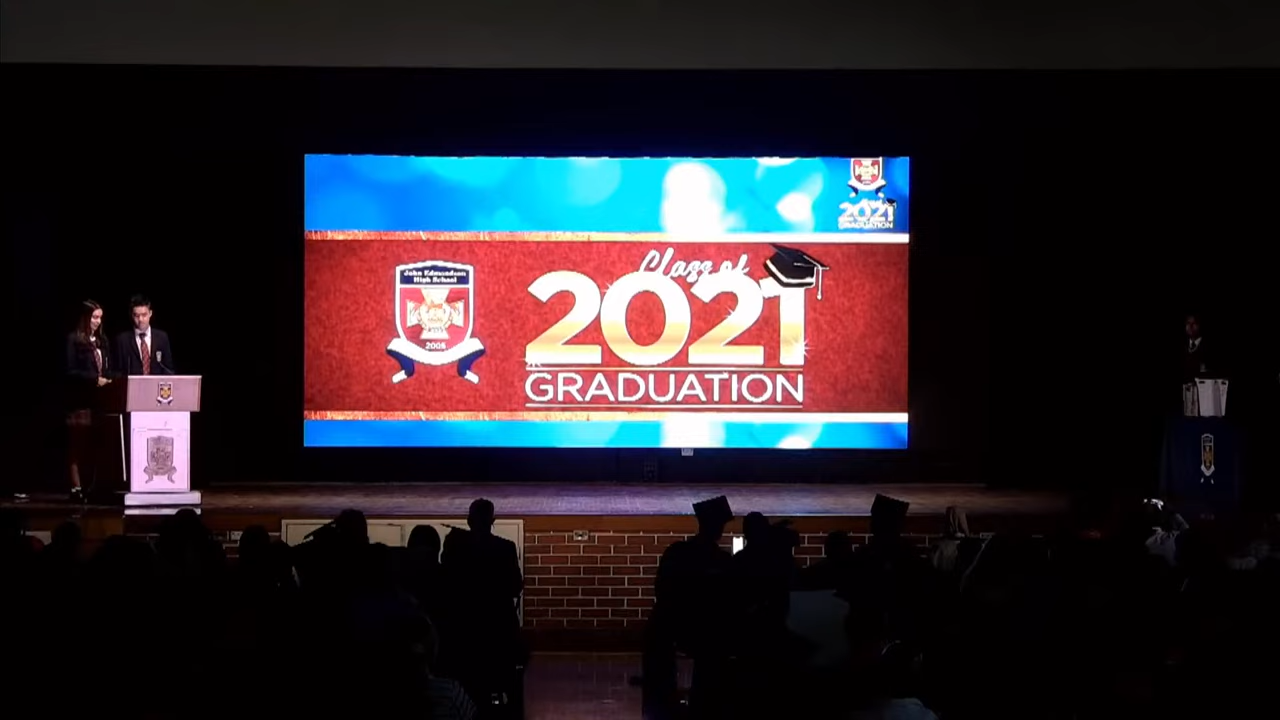 2021
GRADUATION
John Edmondson
High School
2005
Class of
2021
GRADUATION